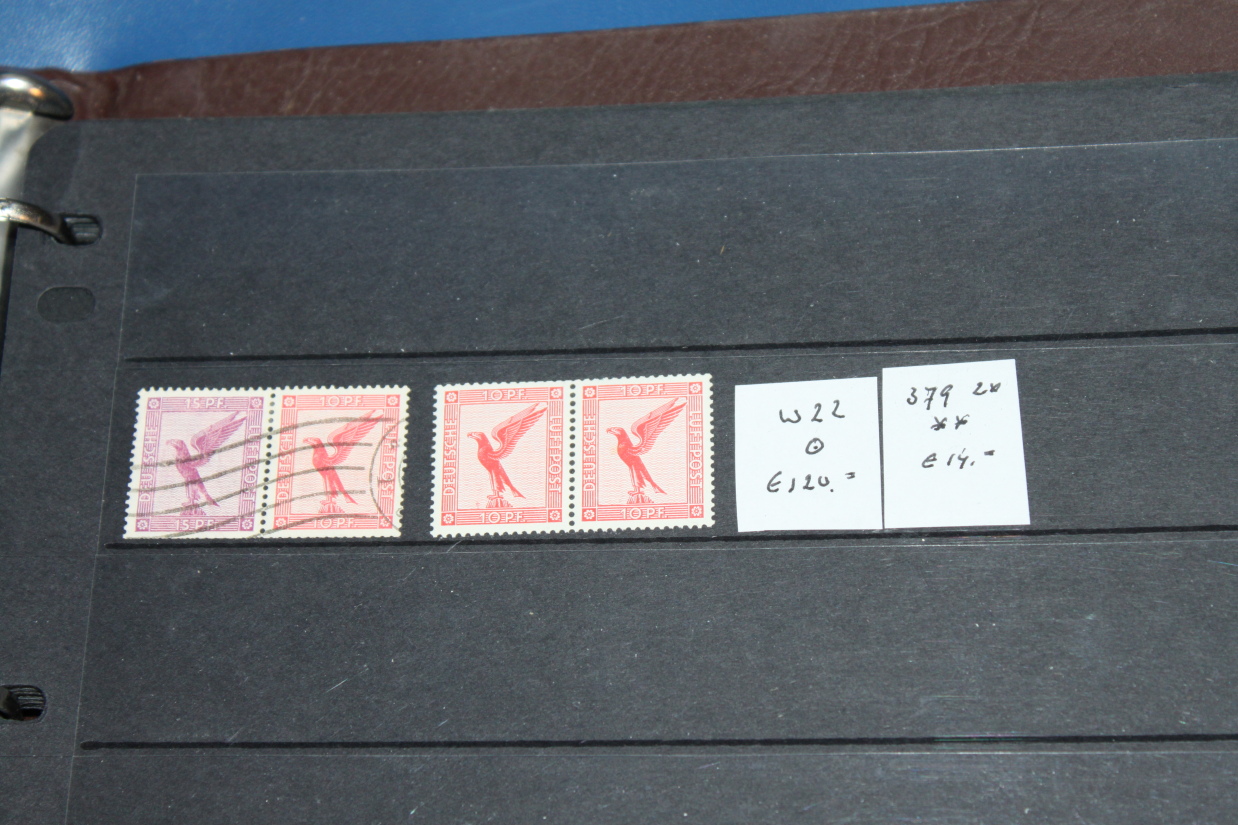 15 PF 10 PF.
DEUTSCHE LUFTPOST
DEUTSCHE LUFTPOST
15 PF. 10 PF.
10 PF. 10 PF.
DEUTSCHE LUFTPOST
DEUTSCHE LUFTPOST
10 PF. 10 PF.
W22
€120.=
379 2x
**
€14.=